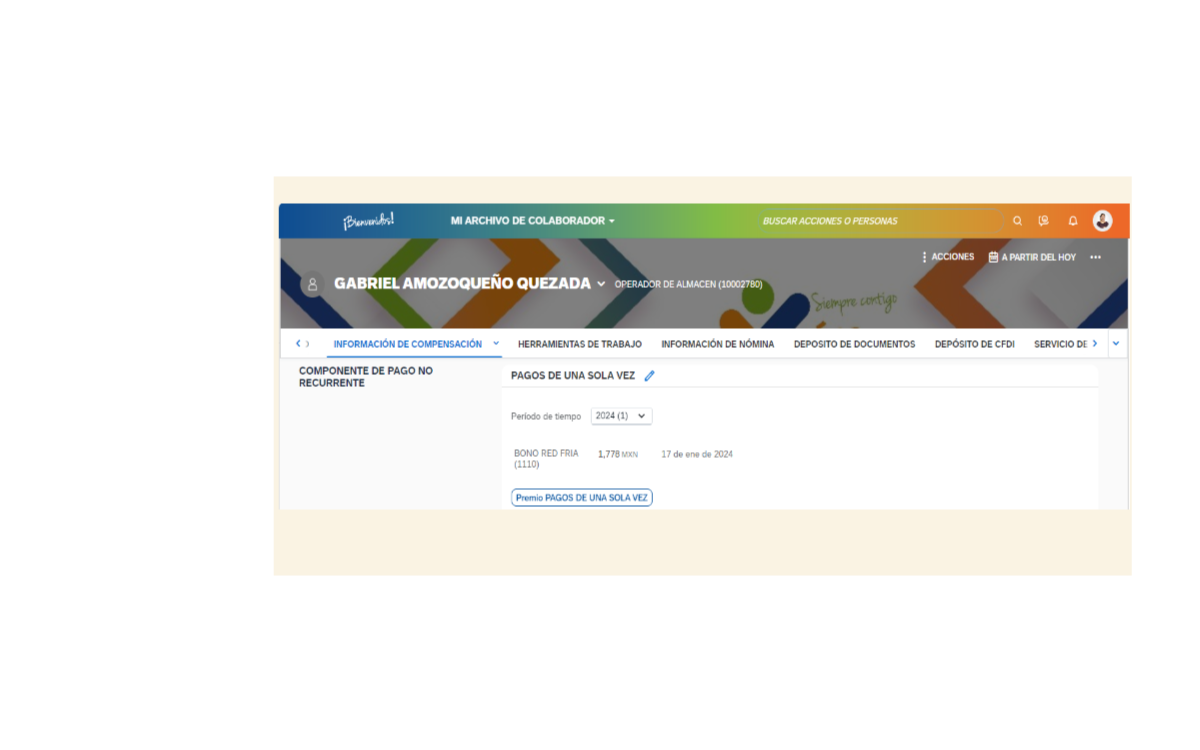 ¡Bienvenidos!
MI ARCHIVO DE COLABORADOR
BUSCAR ACCIONES O PERSONAS
ACCIONES
A PARTIR DEL HOY
GABRIEL AMOZOQUEÑO QUEZADA
OPERADOR DE ALMACEN (10002780)
Siempre contigo
INFORMACIÓN DE COMPENSACIÓN
HERRAMIENTAS DE TRABAJO
INFORMACIÓN DE NÓMINA
DEPOSITO DE DOCUMENTOS
DEPÓSITO DE CFDI
SERVICIO DE
COMPONENTE DE PAGO NO
RECURRENTE
PAGOS DE UNA SOLA VEZ
Periodo de tiempo
2024 (1)
BONO RED FRIA
(1110)
1,778 MXN
17 de ene de 2024
Premio PAGOS DE UNA SOLA VEZ